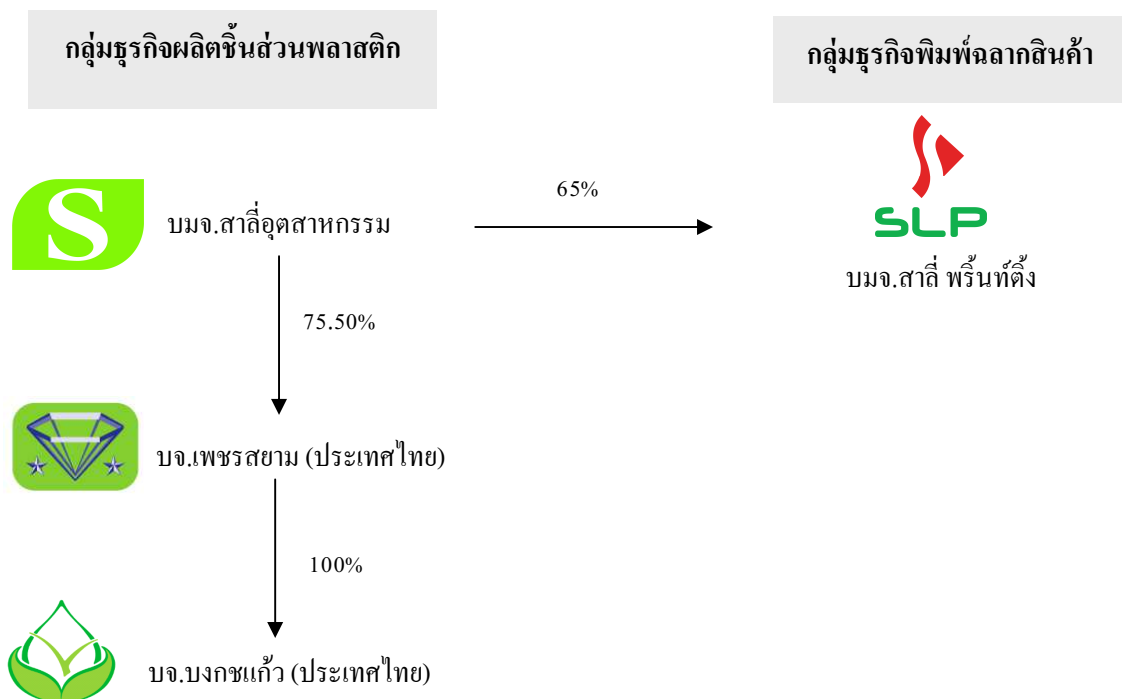 กลุ่มธุรกิจผลิตชิ้นส่วนพลาสติก
กลุ่มธุรกิจพิมพ์ฉลากสินค้า
S
บมจ.สาลี่อุตสาหกรรม
65%
SLP
บมจ.สาลี่ พริ้นท์ติ้ง
75.50%
บจ.เพชรสยาม (ประเทศไทย)
100%
บจ.บงกชแก้ว (ประเทศไทย)